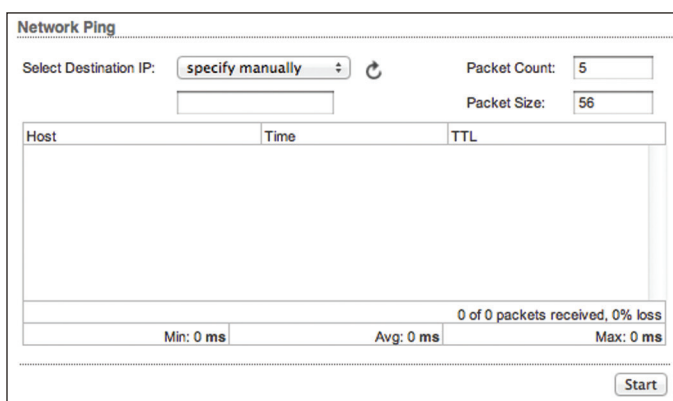 Network Ping
Select Destination IP: specify manually Packet Count: 5
Packet Size: 56
Host Time TTL
0 of 0 packets received, 0% loss
Min: 0 ms Avg: 0 ms Max: 0 ms
Start